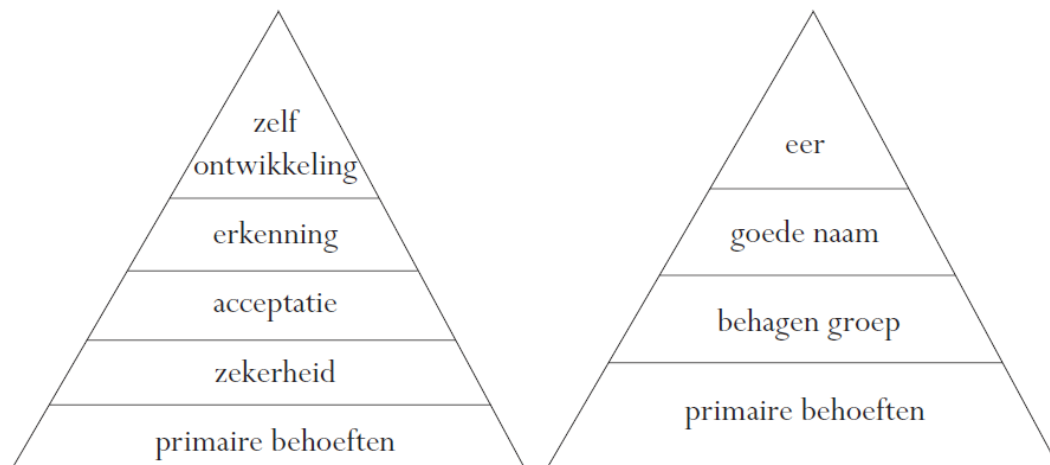 zelf
ontwikkeling
erkenning
acceptatie
zekerheid
primaire behoeften
eer
goede naam
behagen groep
primaire behoeften